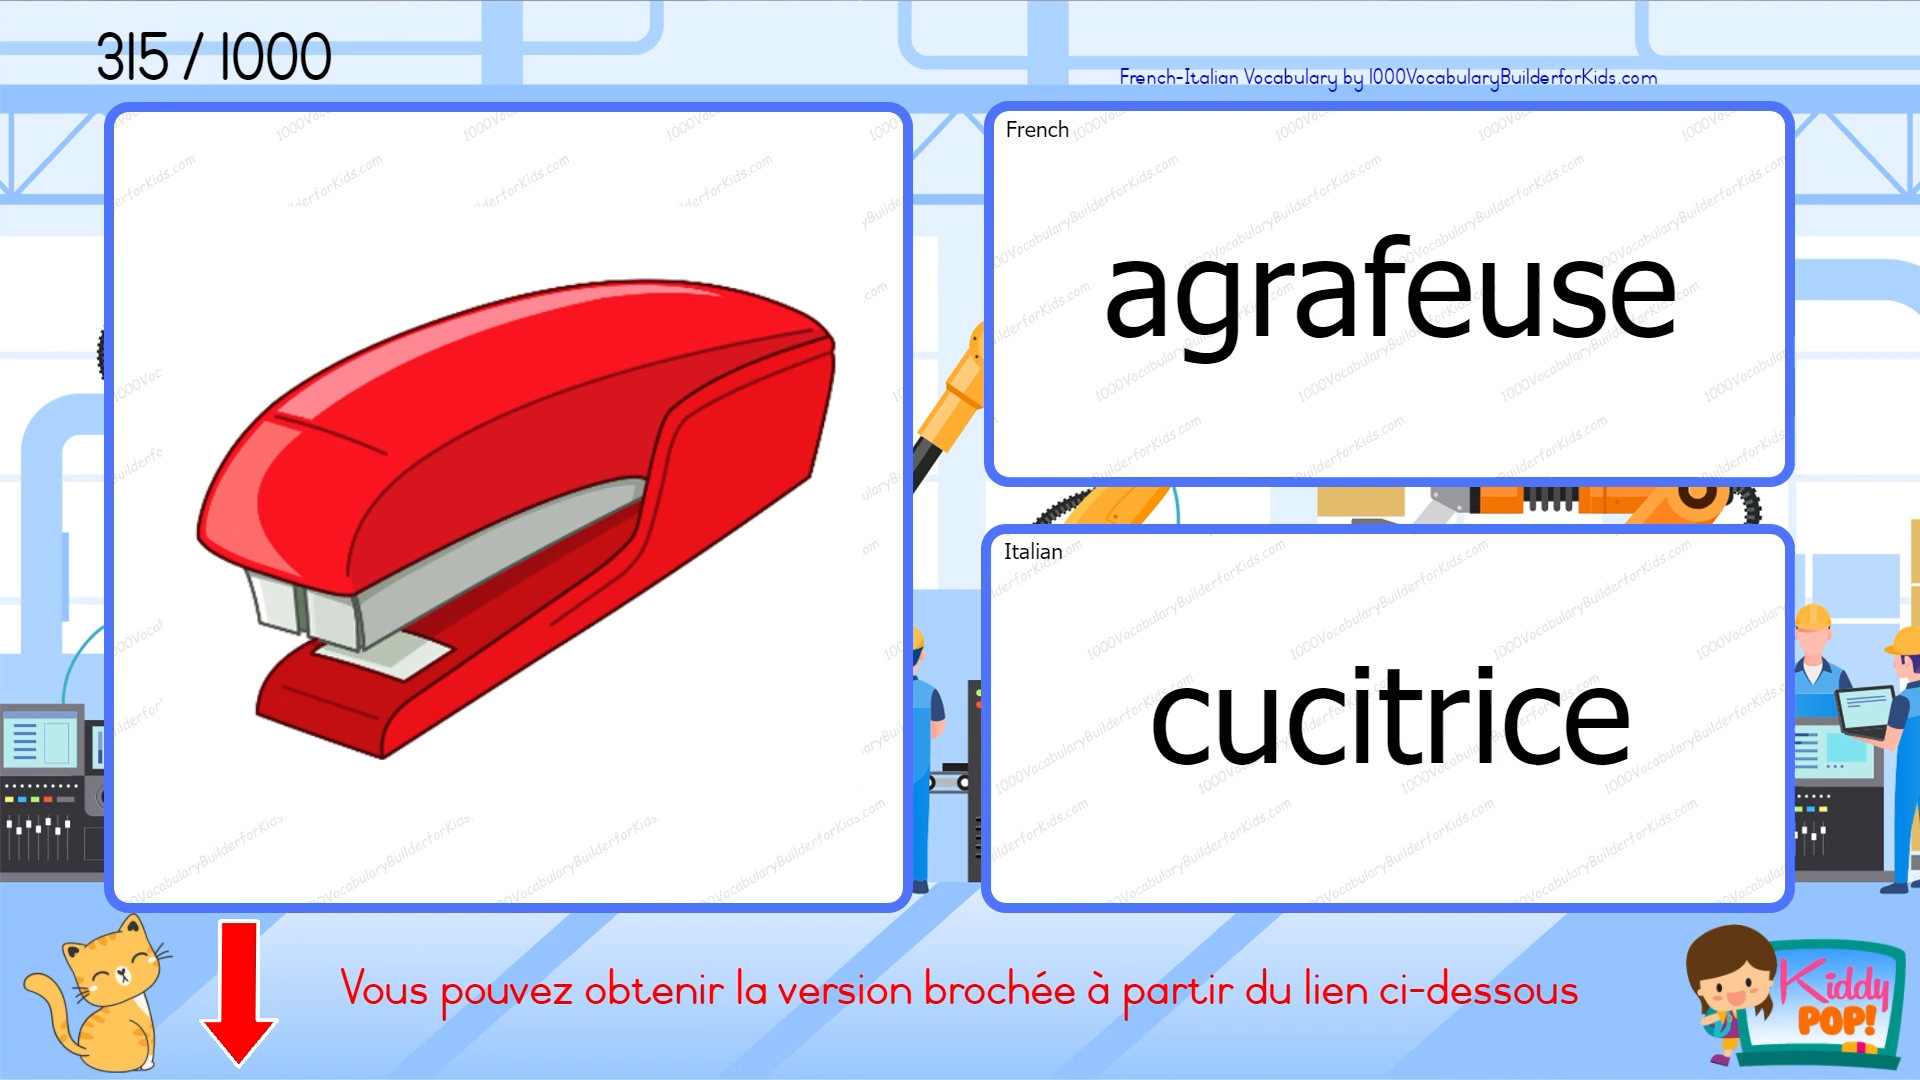 315 / 1000
French-Italian Vocabulary by 1000VocabularyBuilderforKids.com
French
agrafeuse
Italian
cucitrice
Vous pouvez obtenir la version brochée à partir du lien ci-dessous
Kiddy
POP!